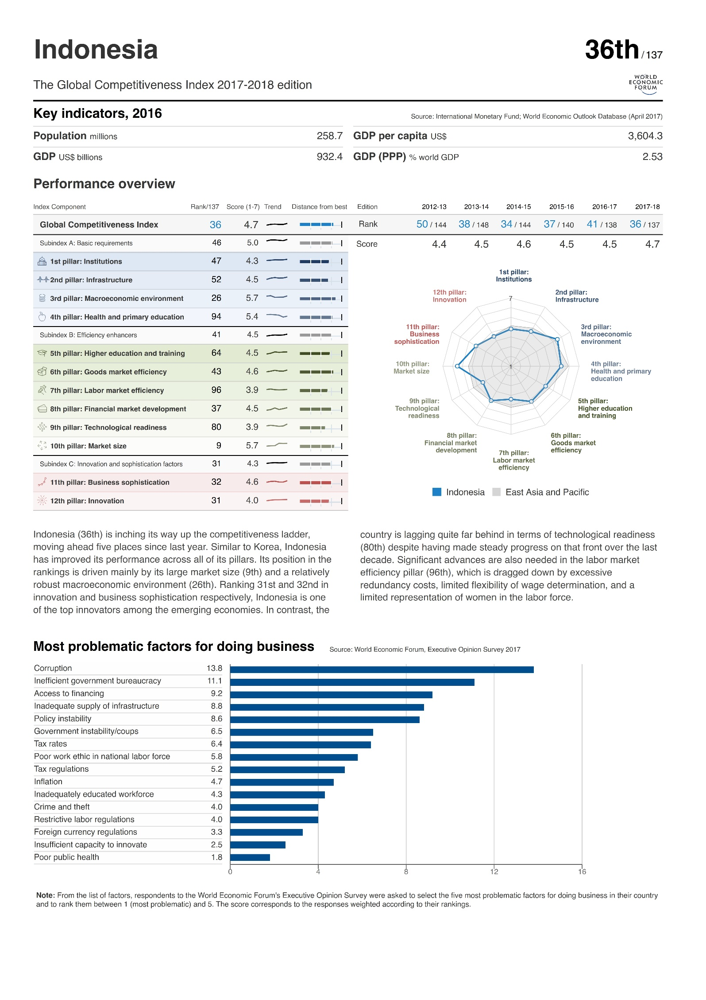 Indonesia
36th / 137
The Global Competitiveness Index 2017-2018 edition
WORLD
ECONOMIC
FORUM
Key indicators, 2016
Source: International Monetary Fund; World Economic Outlook Database (April 2017)
Population millions 258.7
GDP per capita US$ 3,604.3
GDP US$ billions 932.4
GDP (PPP) % world GDP 2.53
Performance overview
Index Component Rank/137 Score (1-7) Trend Distance from best
Global Competitiveness Index 36 4.7
Subindex A: Basic requirements 46 5.0
1st pillar: Institutions 47 4.3
2nd pillar: Infrastructure 52 4.5
3rd pillar: Macroeconomic environment 26 5.7
4th pillar: Health and primary education 94 5.4
Subindex B: Efficiency enhancers 41 4.5
5th pillar: Higher education and training 64 4.5
6th pillar: Goods market efficiency 43 4.6
7th pillar: Labor market efficiency 96 3.9
8th pillar: Financial market development 37 4.5
9th pillar: Technological readiness 80 3.9
10th pillar: Market size 9 5.7
Subindex C: Innovation and sophistication factors 31 4.3
11th pillar: Business sophistication 32 4.6
12th pillar: Innovation 31 4.0
Edition 2012-13 2013-14 2014-15 2015-16 2016-17 2017-18
Rank 50 / 144 38 / 148 34 / 144 37 / 140 41 / 138 36 / 137
Score 4.4 4.5 4.6 4.5 4.5 4.7
1st pillar:
Institutions
2nd pillar:
Infrastructure
3rd pillar:
Macroeconomic
environment
4th pillar:
Health and primary
education
5th pillar:
Higher education
and training
6th pillar:
Goods market
efficiency
7th pillar:
Labor market
efficiency
8th pillar:
Financial market
development
9th pillar:
Technological
readiness
10th pillar:
Market size
11th pillar:
Business
sophistication
12th pillar:
Innovation
7
1
Indonesia East Asia and Pacific
Indonesia (36th) is inching its way up the competitiveness ladder,
moving ahead five places since last year. Similar to Korea, Indonesia
has improved its performance across all of its pillars. Its position in the
rankings is driven mainly by its large market size (9th) and a relatively
robust macroeconomic environment (26th). Ranking 31st and 32nd in
innovation and business sophistication respectively, Indonesia is one
of the top innovators among the emerging economies. In contrast, the
country is lagging quite far behind in terms of technological readiness
(80th) despite having made steady progress on that front over the last
decade. Significant advances are also needed in the labor market
efficiency pillar (96th), which is dragged down by excessive
redundancy costs, limited flexibility of wage determination, and a
limited representation of women in the labor force.
Most problematic factors for doing business
Source: World Economic Forum, Executive Opinion Survey 2017
Corruption 13.8
Inefficient government bureaucracy 11.1
Access to financing 9.2
Inadequate supply of infrastructure 8.8
Policy instability 8.6
Government instability/coups 6.5
Tax rates 6.4
Poor work ethic in national labor force 5.8
Tax regulations 5.2
Inflation 4.7
Inadequately educated workforce 4.3
Crime and theft 4.0
Restrictive labor regulations 4.0
Foreign currency regulations 3.3
Insufficient capacity to innovate 2.5
Poor public health 1.8
0 4 8 12 16
Note: From the list of factors, respondents to the World Economic Forum's Executive Opinion Survey were asked to select the five most problematic factors for doing business in their country
and to rank them between 1 (most problematic) and 5. The score corresponds to the responses weighted according to their rankings.